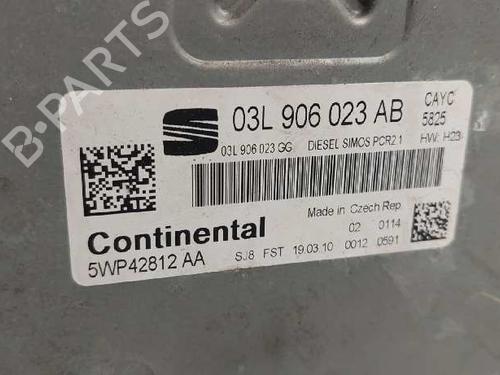 03L 906 023 AB CAYC
5825
03L 906 023 GG DIESEL SIMOS PCR2.1 HW: H23
Made in Czech Rep.
Continental 02 0114
5WP42812 AA SJ8 FST 19.03.10 0012 0591
B-PARTS